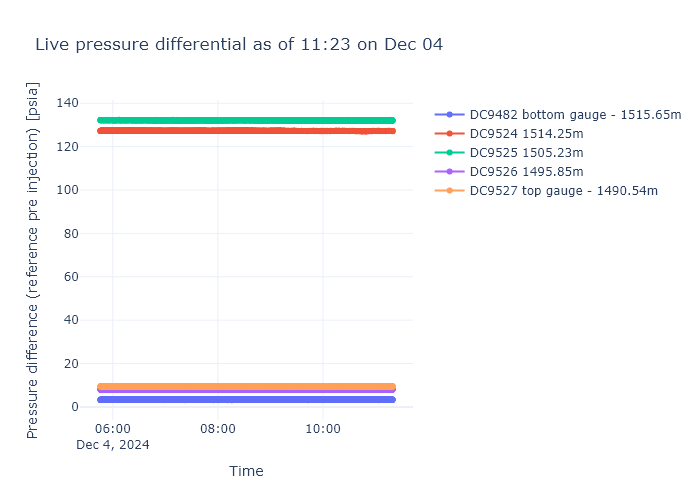 Live pressure differential as of 11:23 on Dec 04
Pressure difference (reference pre injection) [psia]
140
120
100
80
60
40
20
0
06:00
Dec 4, 2024
08:00
10:00
Time
DC9482 bottom gauge - 1515.65m
DC9524 1514.25m
DC9525 1505.23m
DC9526 1495.85m
DC9527 top gauge - 1490.54m